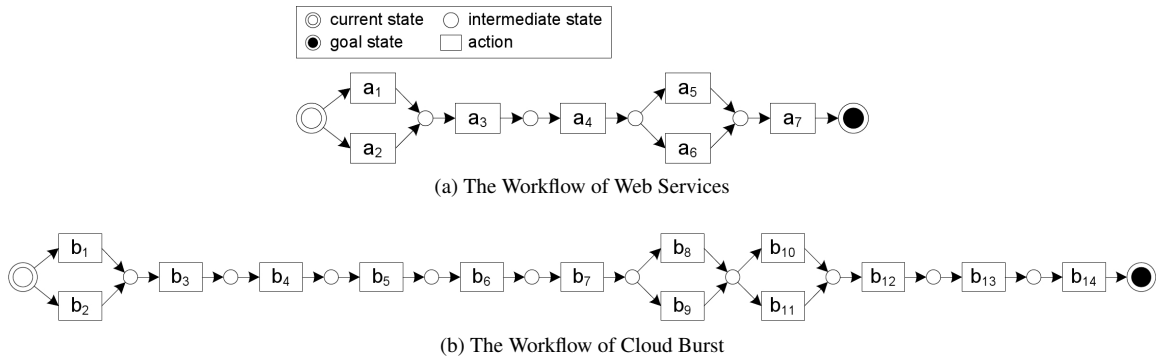 current state intermediate state
goal state action
a1 a5
a3 a4 a7
a2 a6
(a) The Workflow of Web Services
b1 b8 b10
b3 b4 b5 b6 b7 b12 b13 b14
b2 b9 b11
(b) The Workflow of Cloud Burst